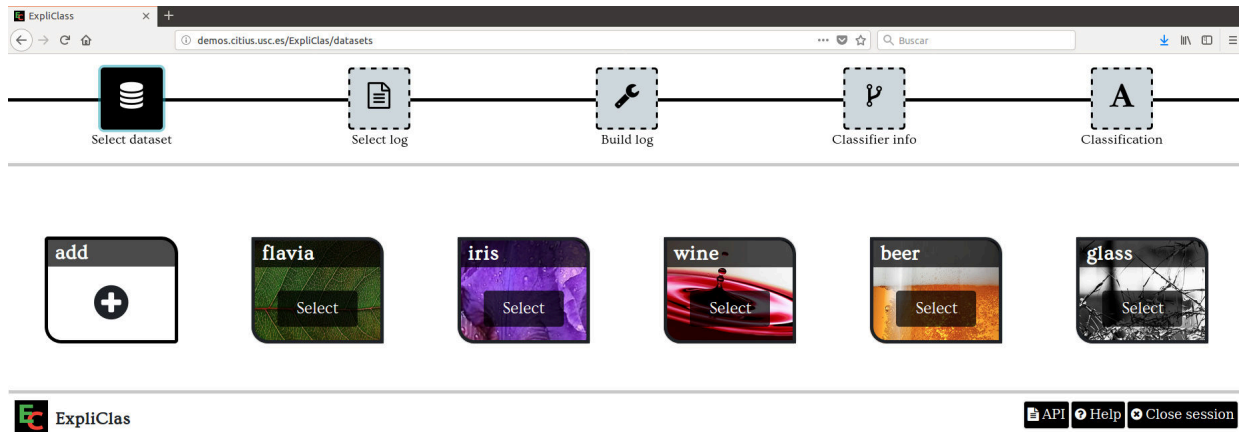 ExpliClass
demos.citius.usc.es/ExpliClas/datasets
Buscar
Select dataset
Select log
Build log
A
Classifier info
Classification
add
flavia
Select
iris
Select
wine
Select
beer
Select
glass
Select
EC
ExpliClas
API
Help
Close session